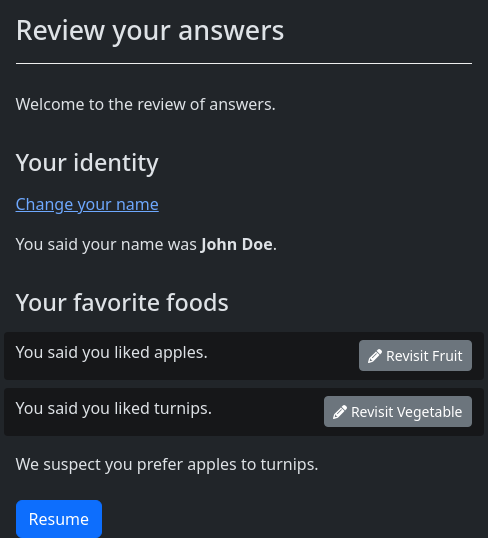 Review your answers
Welcome to the review of answers.
Your identity
Change your name
You said your name was John Doe.
Your favorite foods
You said you liked apples.
Revisit Fruit
You said you liked turnips.
Revisit Vegetable
We suspect you prefer apples to turnips.
Resume